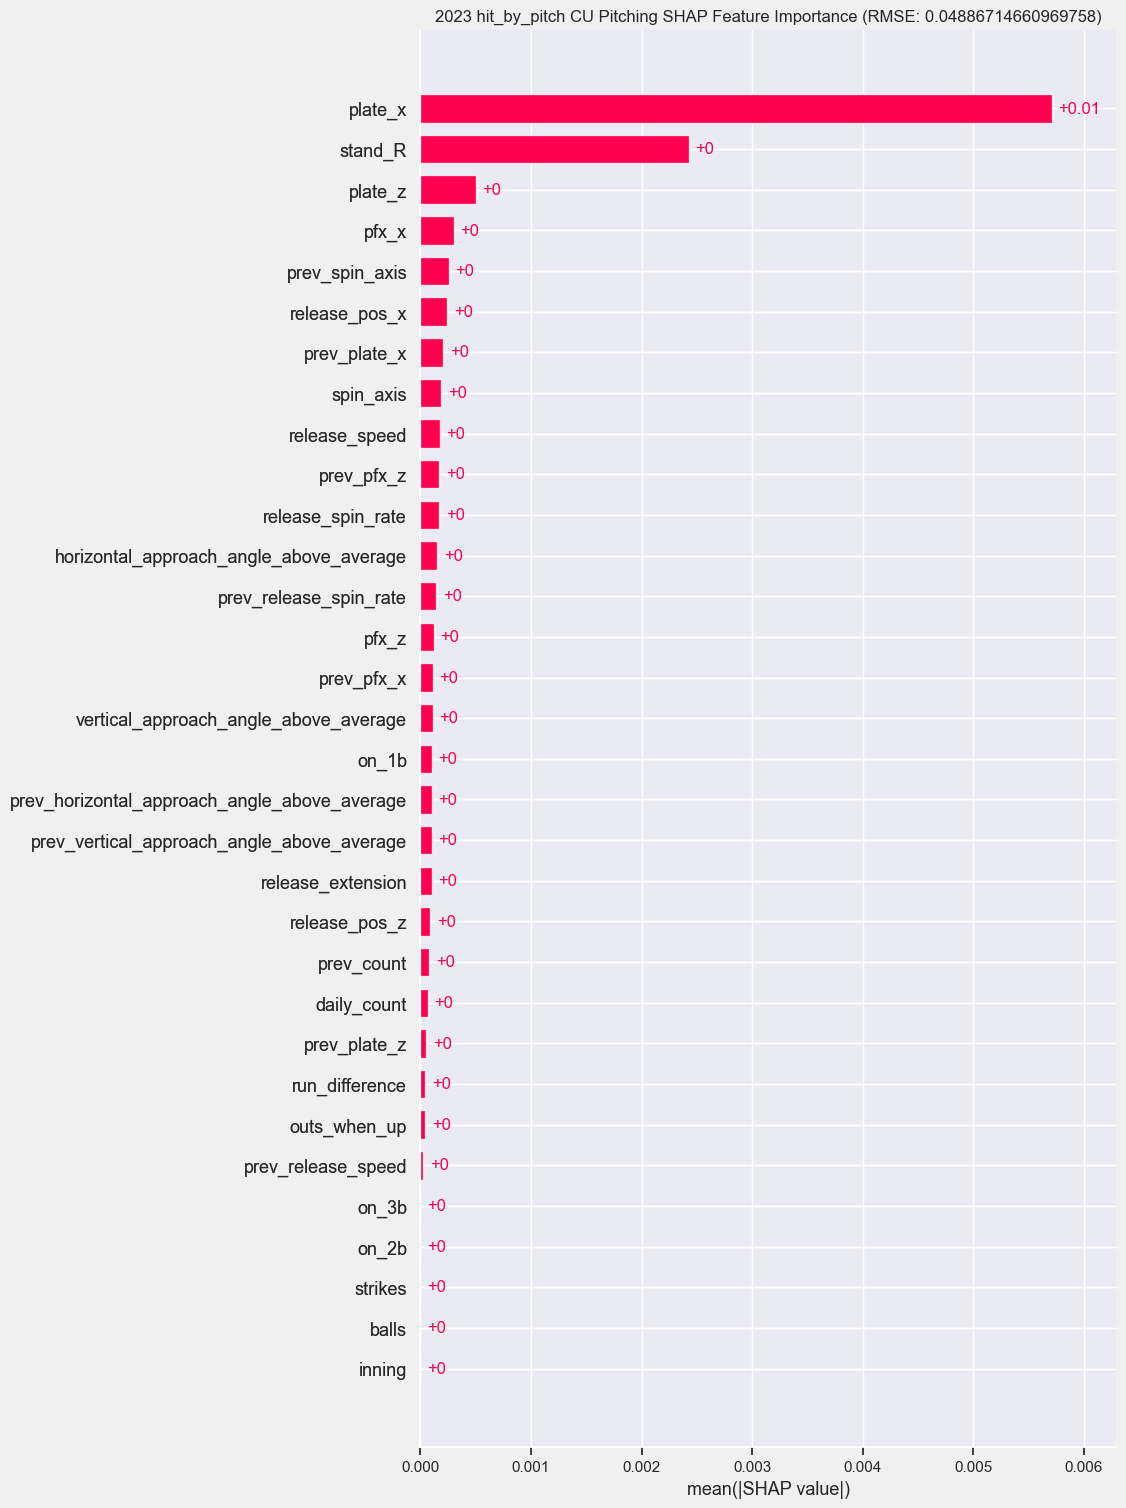 2023 hit_by_pitch CU Pitching SHAP Feature Importance (RMSE: 0.04886714660969758)
plate_x +0.01
stand_R +0
plate_z +0
pfx_x +0
prev_spin_axis +0
release_pos_x +0
prev_plate_x +0
spin_axis +0
release_speed +0
prev_pfx_z +0
release_spin_rate +0
horizontal_approach_angle_above_average +0
prev_release_spin_rate +0
pfx_z +0
prev_pfx_x +0
vertical_approach_angle_above_average +0
on_1b +0
prev_horizontal_approach_angle_above_average +0
prev_vertical_approach_angle_above_average +0
release_extension +0
release_pos_z +0
prev_count +0
daily_count +0
prev_plate_z +0
run_difference +0
outs_when_up +0
prev_release_speed +0
on_3b +0
on_2b +0
strikes +0
balls +0
inning +0
0.000 0.001 0.002 0.003 0.004 0.005 0.006
mean(|SHAP value|)